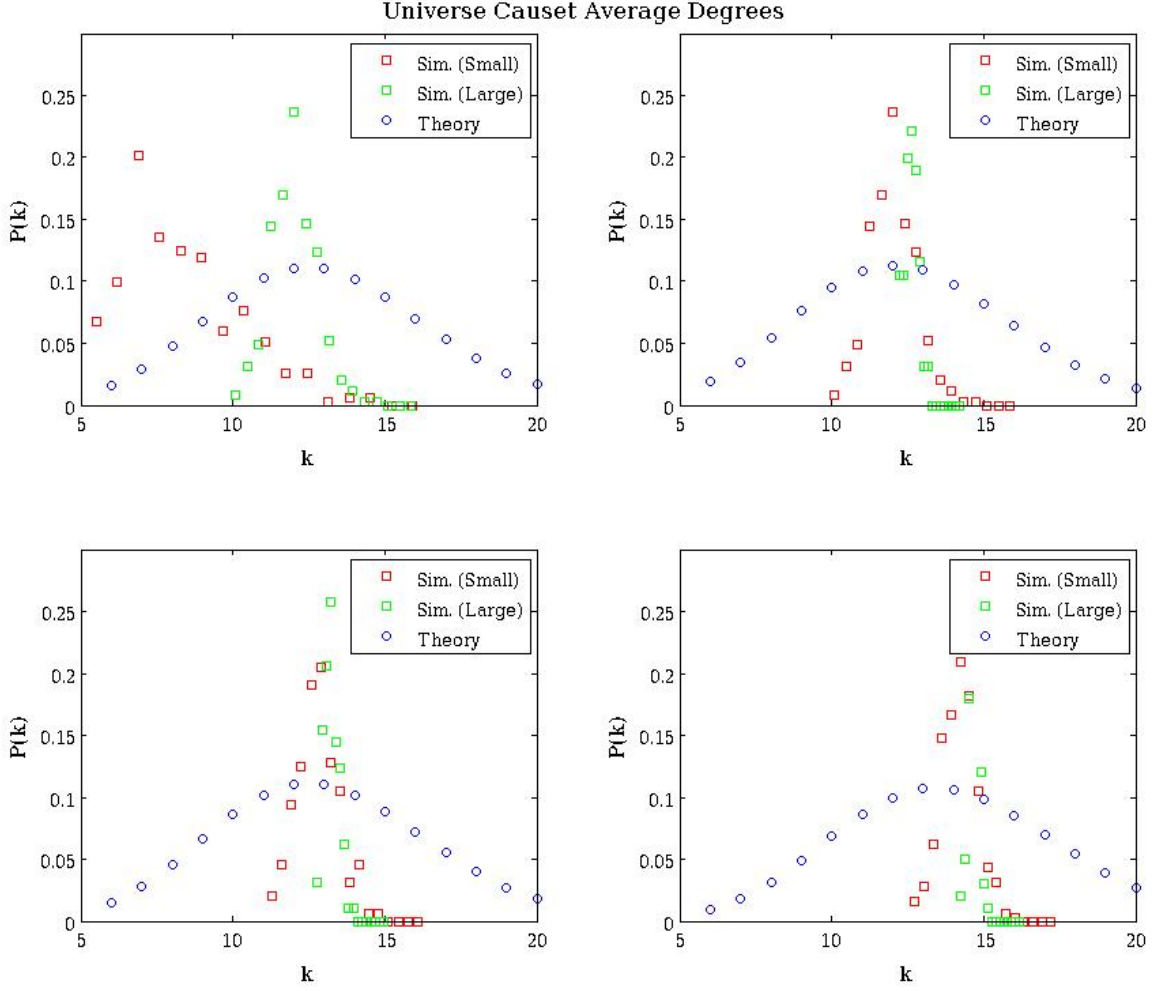 Universe Causet Average Degrees
Sim. (Small)
Sim. (Large)
Theory
0.25
0.2
0.15
0.1
0.05
0
P(k)
5 10 15 20
k
Sim. (Small)
Sim. (Large)
Theory
0.25
0.2
0.15
0.1
0.05
0
P(k)
5 10 15 20
k
Sim. (Small)
Sim. (Large)
Theory
0.25
0.2
0.15
0.1
0.05
0
P(k)
5 10 15 20
k
Sim. (Small)
Sim. (Large)
Theory
0.25
0.2
0.15
0.1
0.05
0
P(k)
5 10 15 20
k